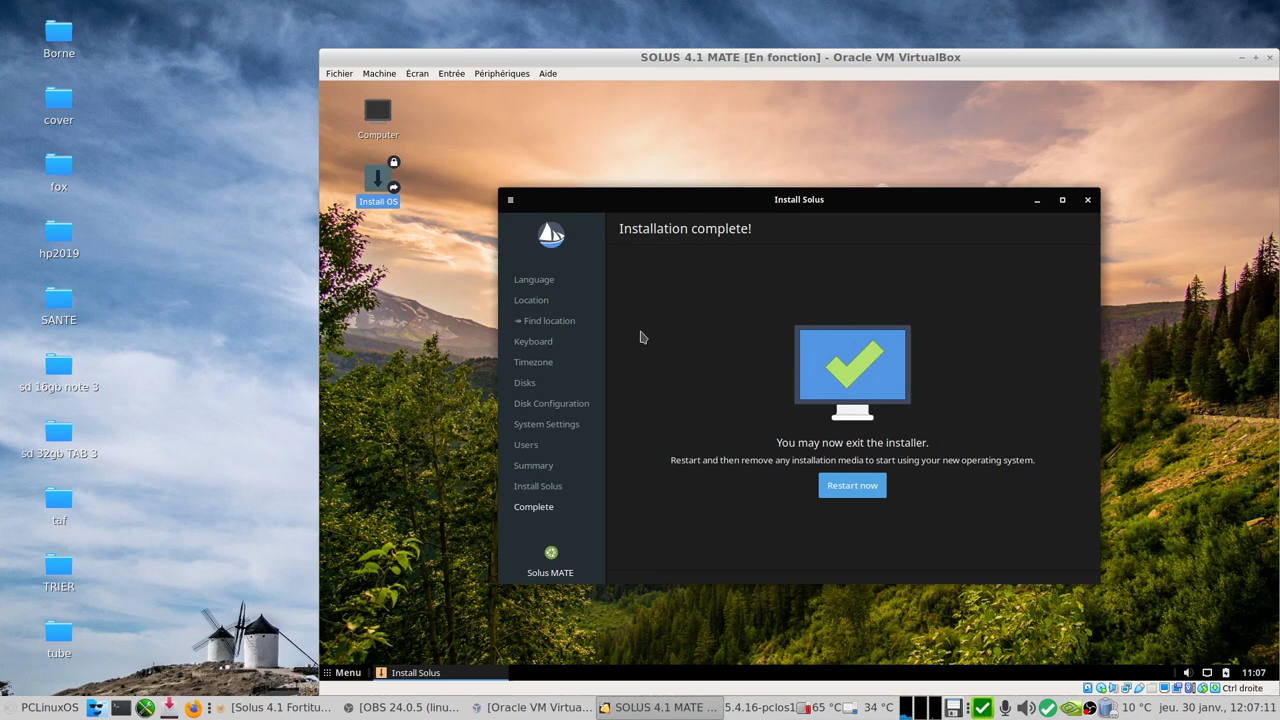 Borne
cover
fox
hp2019
SANTE
sd 16gb note 3
sd 32gb TAB 3
taf
TRIER
tube
SOLUS 4.1 MATE [En fonction] - Oracle VM VirtualBox
Fichier Machine Écran Entrée Périphériques Aide
Computer
Install OS
Install Solus
Installation complete!
Language
Location
↠ Find location
Keyboard
Timezone
Disks
Disk Configuration
System Settings
Users
Summary
Install Solus
Complete
Solus MATE
You may now exit the installer.
Restart and then remove any installation media to start using your new operating system.
Restart now
Menu Install Solus 11:07
Ctrl droite
PCLinuxOS [Solus 4.1 Fortitu... [OBS 24.0.3 (linu... [Oracle VM Virtua... SOLUS 4.1 MATE ... 5.4.16-pclos1 65 °C 34 °C 10 °C jeu. 30 janv., 12:07:11